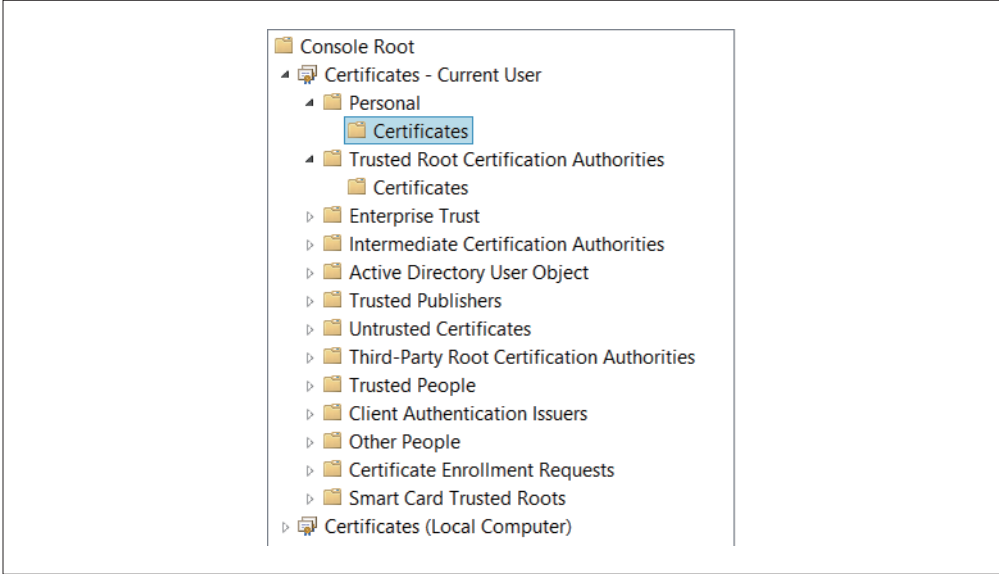 Console Root
Certificates - Current User
Personal
Certificates
Trusted Root Certification Authorities
Certificates
Enterprise Trust
Intermediate Certification Authorities
Active Directory User Object
Trusted Publishers
Untrusted Certificates
Third-Party Root Certification Authorities
Trusted People
Client Authentication Issuers
Other People
Certificate Enrollment Requests
Smart Card Trusted Roots
Certificates (Local Computer)